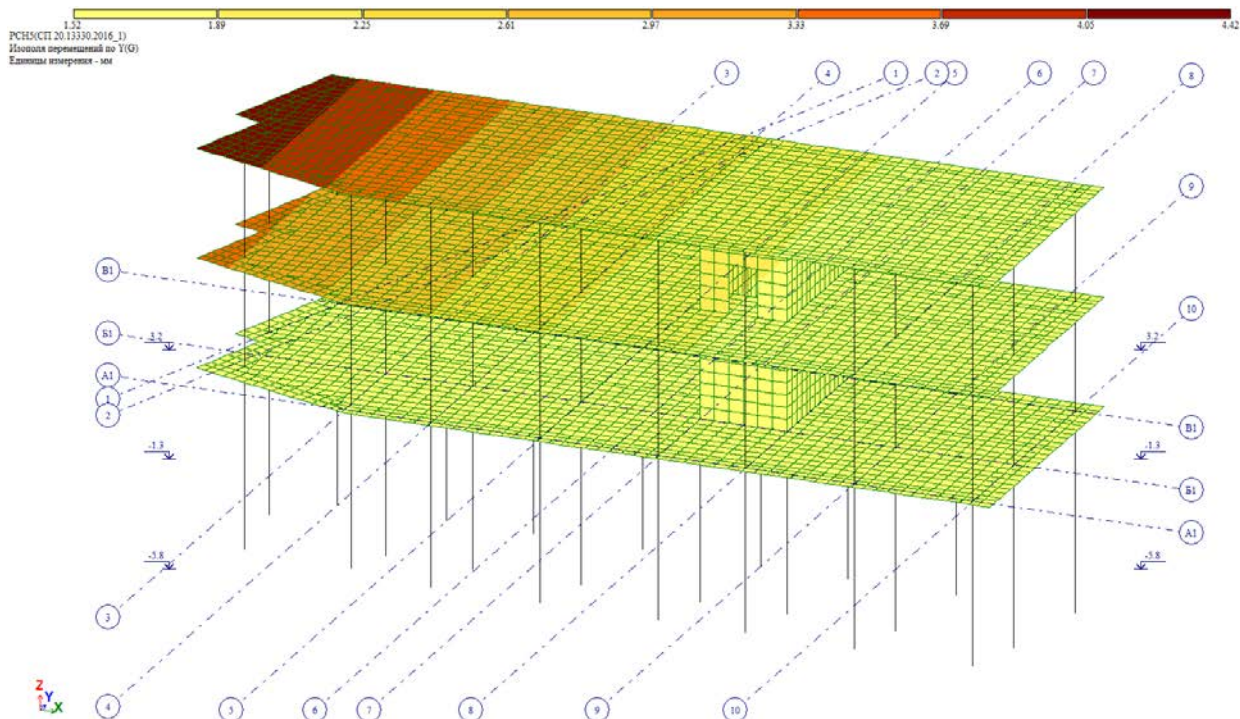 1.52 1.89 2.25 2.61 2.97 3.33 3.69 4.05 4.42
РСН5(СП 20.13330.2016_1)
Изополя перемещений по Y(G)
Единицы измерения - мм
3 4 1 2 5 6 7 8
9
В1
10
Б1
3.2 3.2
А1
1
2
В1
-1.3 -1.3
Б1
А1
-5.8 -5.8
3
Z
Y
X
4 5 6 7 8 9 10